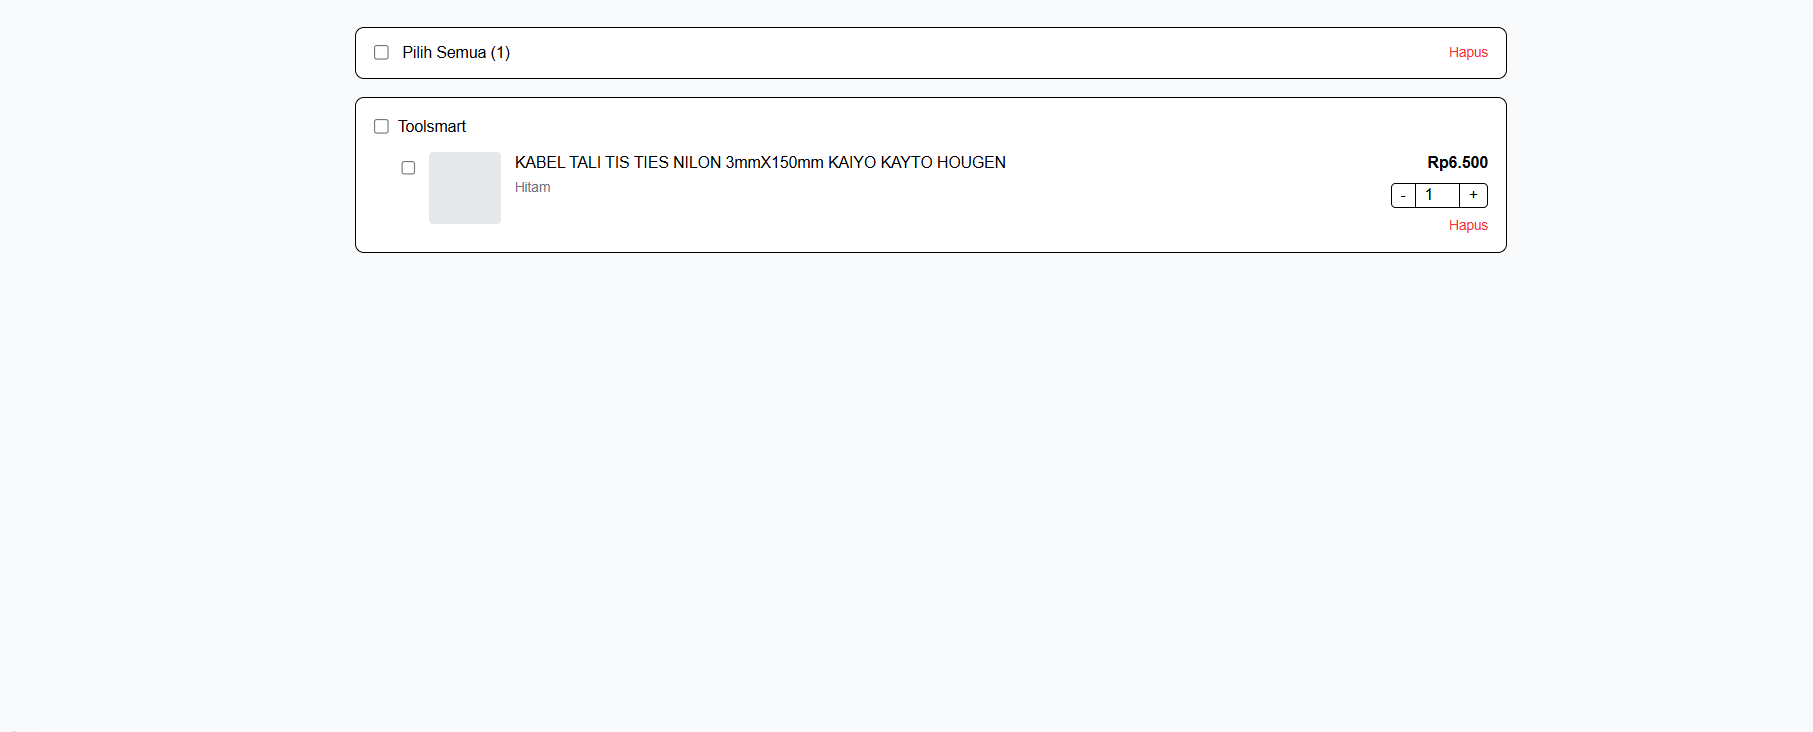 Pilih Semua (1)
Hapus
Toolsmart
KABEL TALI TIS TIES NILON 3mmX150mm KAIYO KAYTO HOUGEN
Rp6.500
Hitam
- 1 +
Hapus